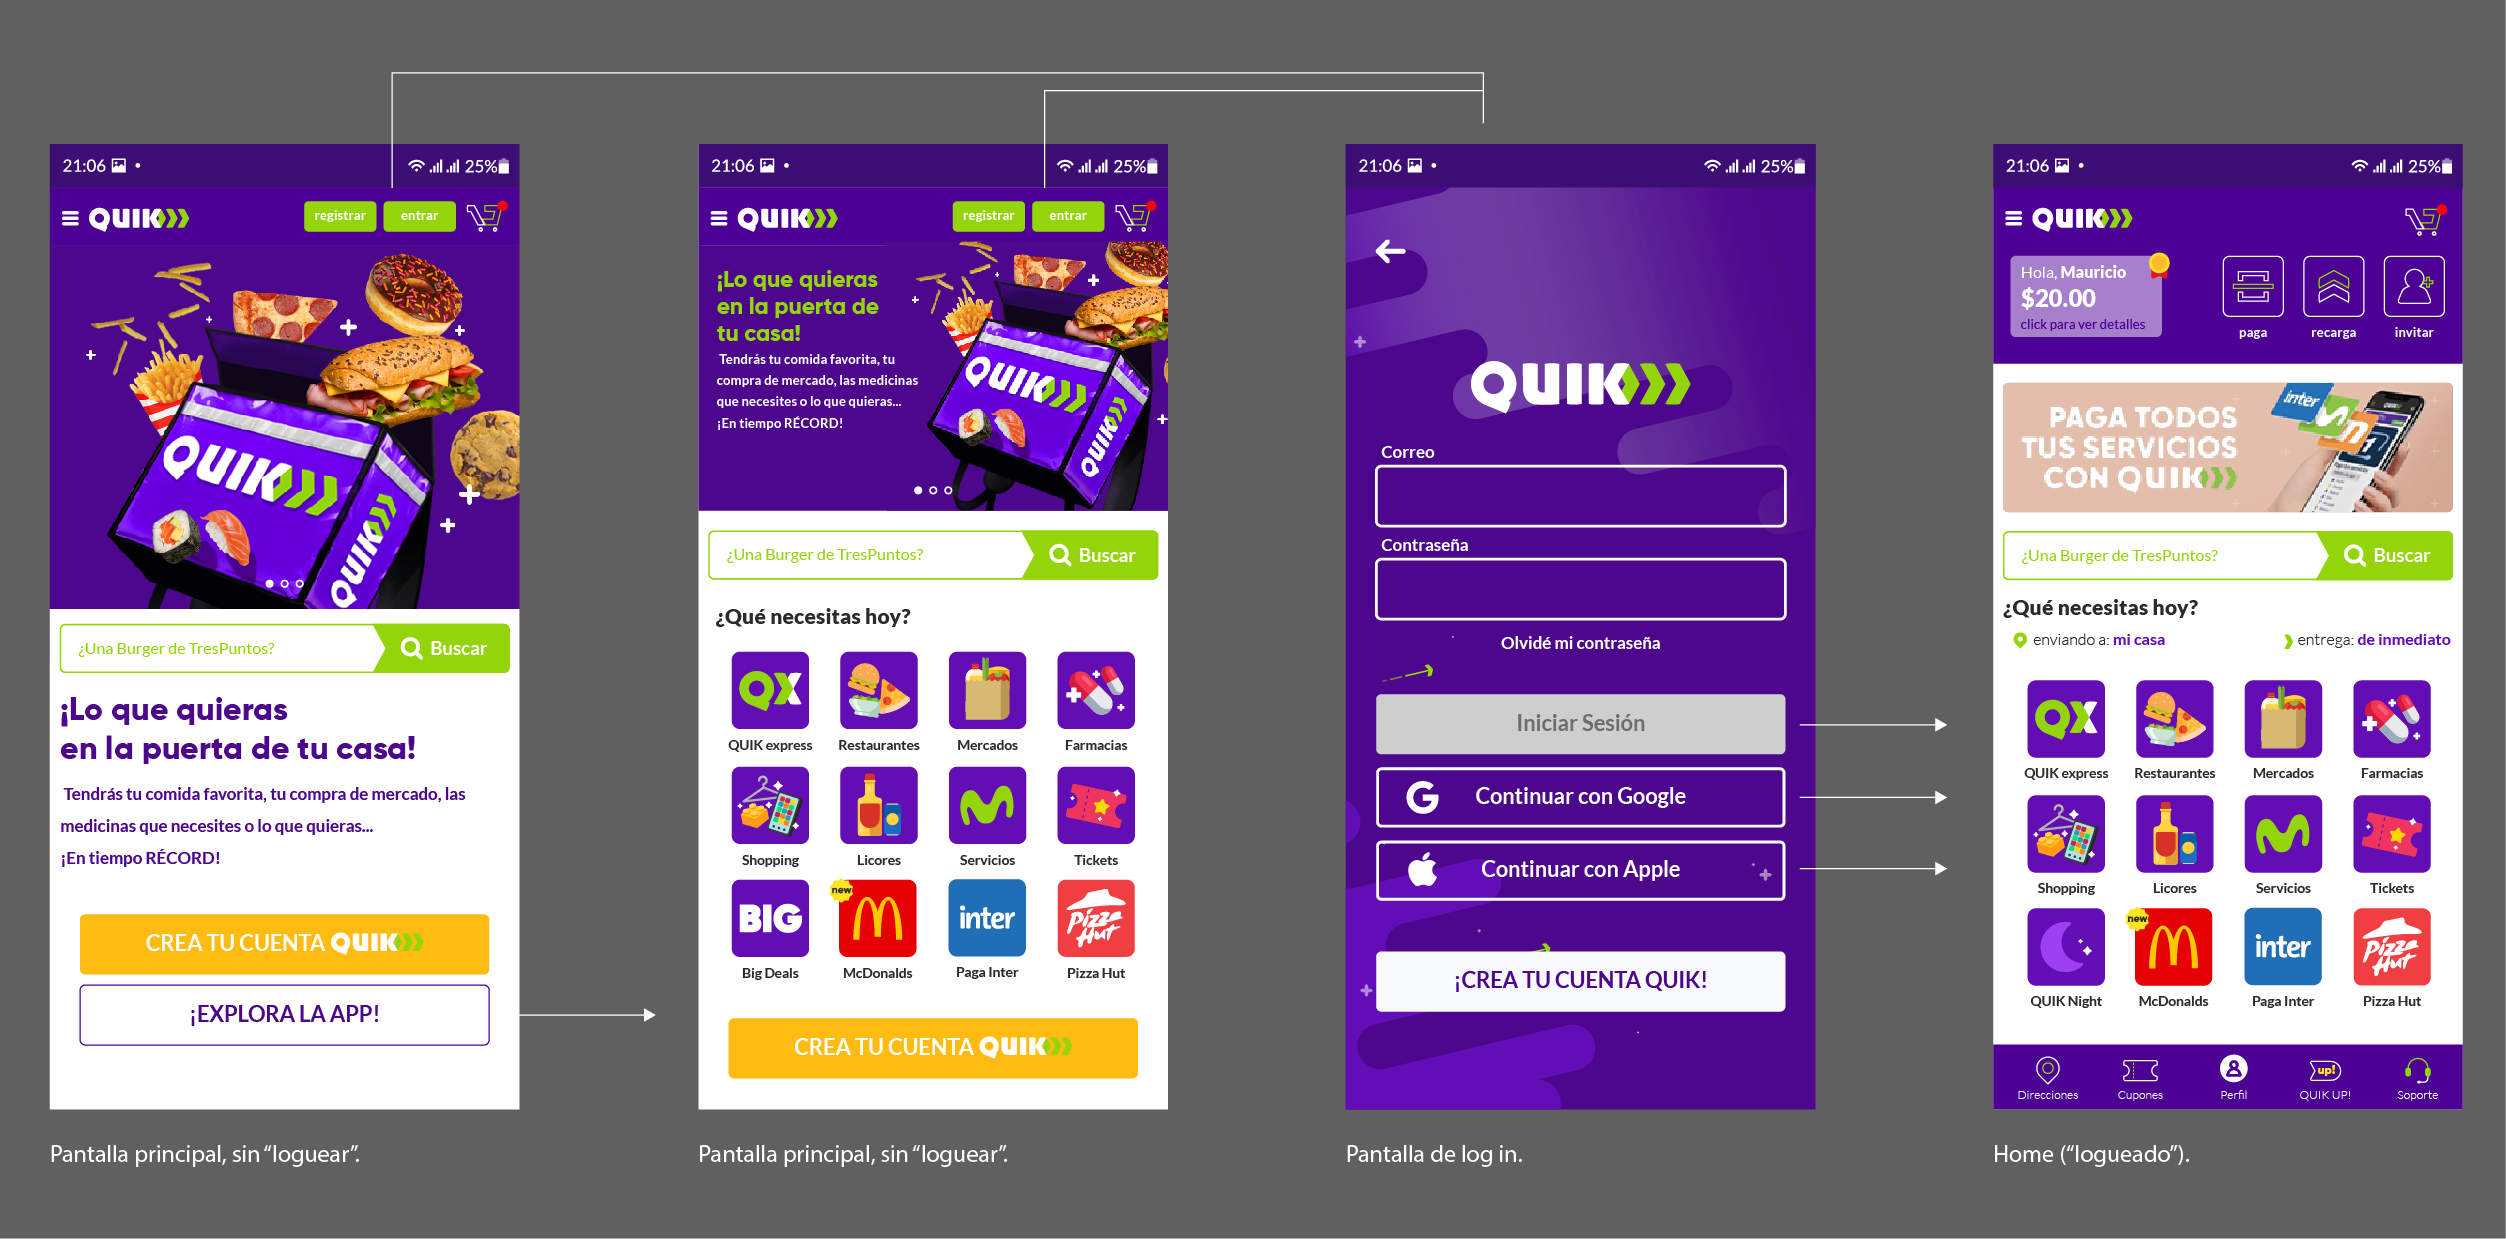 21:06
25%
QUIK
registrar
entrar
QUIK
QUIK
¿Una Burger de TresPuntos?
Buscar
¡Lo que quieras
en la puerta de tu casa!
Tendrás tu comida favorita, tu compra de mercado, las
medicinas que necesites o lo que quieras...
¡En tiempo RÉCORD!
CREA TU CUENTA QUIK
¡EXPLORA LA APP!
Pantalla principal, sin “loguear”.
21:06
25%
QUIK
registrar
entrar
¡Lo que quieras
en la puerta de
tu casa!
Tendrás tu comida favorita, tu
compra de mercado, las medicinas
que necesites o lo que quieras...
¡En tiempo RÉCORD!
QUIK
QUIK
¿Una Burger de TresPuntos?
Buscar
¿Qué necesitas hoy?
QX
QUIK express
Restaurantes
Mercados
Farmacias
Shopping
Licores
Servicios
Tickets
BIG
new
inter
Pizza Hut
Big Deals
McDonalds
Paga Inter
Pizza Hut
CREA TU CUENTA QUIK
Pantalla principal, sin “loguear”.
21:06
25%
QUIK
Correo
Contraseña
Olvidé mi contraseña
Iniciar Sesión
G Continuar con Google
Continuar con Apple
¡CREA TU CUENTA QUIK!
Pantalla de log in.
21:06
25%
QUIK
Hola, Mauricio
$20.00
click para ver detalles
paga
recarga
invitar
PAGA TODOS
TUS SERVICIOS
CON QUIK
inter
¿Una Burger de TresPuntos?
Buscar
¿Qué necesitas hoy?
enviando a: mi casa
entrega: de inmediato
QX
QUIK express
Restaurantes
Mercados
Farmacias
Shopping
Licores
Servicios
Tickets
new
inter
Pizza Hut
QUIK Night
McDonalds
Paga Inter
Pizza Hut
up!
Direcciones
Cupones
Perfil
QUIK UP!
Soporte
Home (“logueado”).